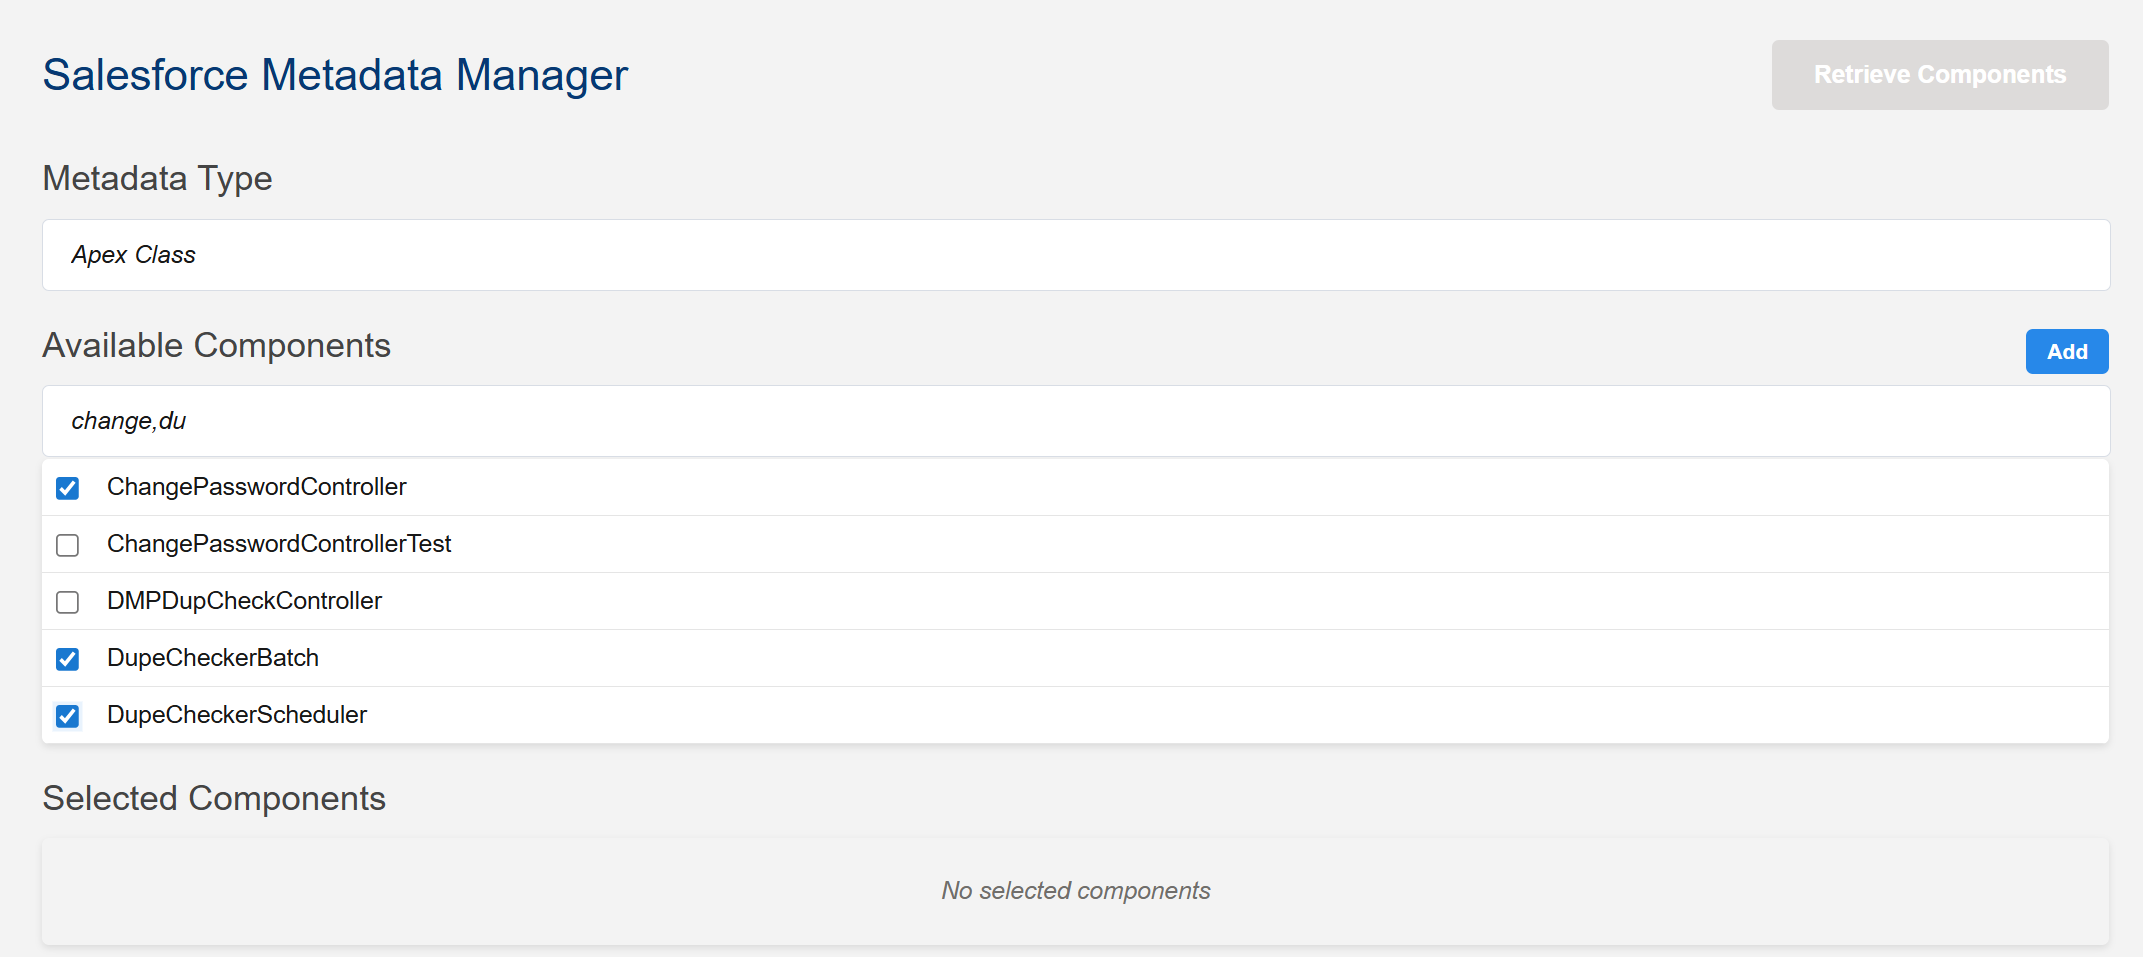 Salesforce Metadata Manager
Retrieve Components
Metadata Type
Apex Class
Available Components
Add
change,du
ChangePasswordController
ChangePasswordControllerTest
DMPDupCheckController
DupeCheckerBatch
DupeCheckerScheduler
Selected Components
No selected components